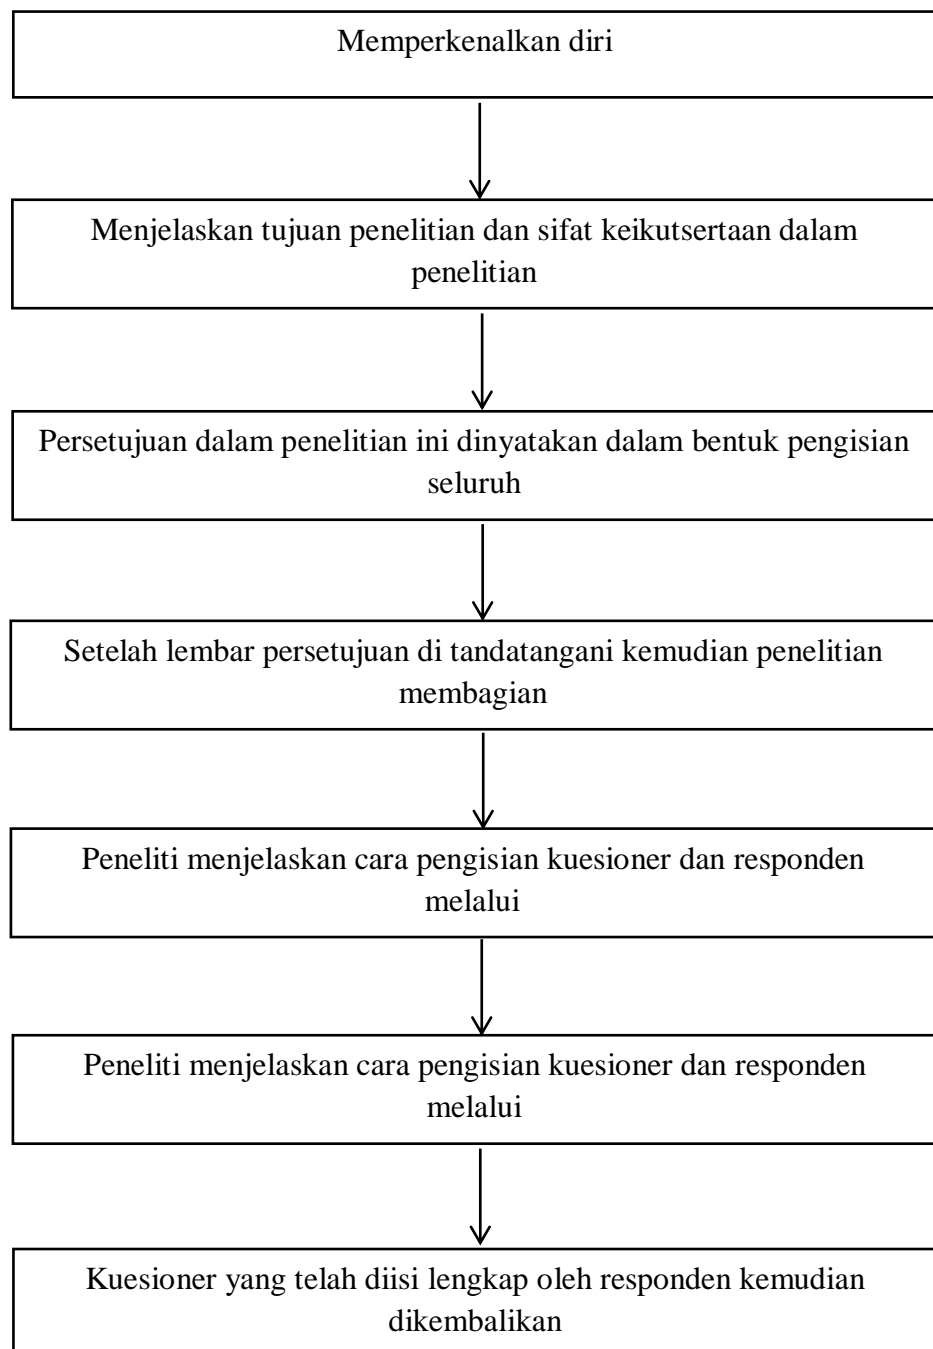 Memperkenalkan diri
Menjelaskan tujuan penelitian dan sifat keikutsertaan dalam
penelitian
Persetujuan dalam penelitian ini dinyatakan dalam bentuk pengisian
seluruh
Setelah lembar persetujuan di tandatangani kemudian penelitian
membagian
Peneliti menjelaskan cara pengisian kuesioner dan responden
melalui
Peneliti menjelaskan cara pengisian kuesioner dan responden
melalui
Kuesioner yang telah diisi lengkap oleh responden kemudian
dikembalikan